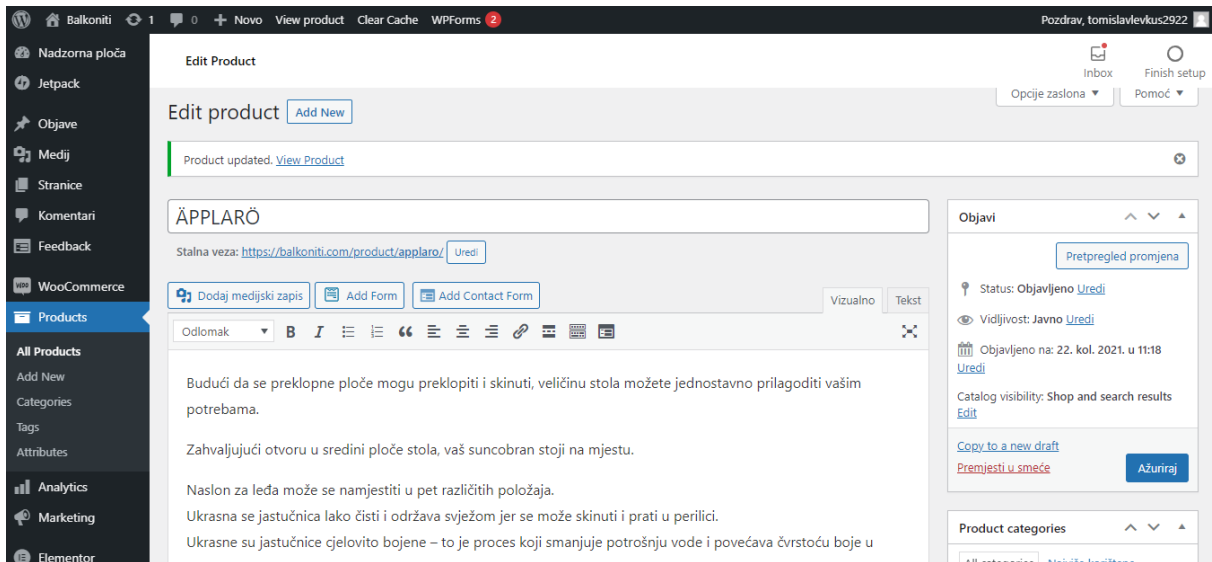 Balkoniti 1 0 Novo View product Clear Cache WPForms 2 Pozdrav, tomislavlevkus2922
Nadzorna ploča
Jetpack
Objave
Medij
Stranice
Komentari
Feedback
WooCommerce
Products
All Products
Add New
Categories
Tags
Attributes
Analytics
Marketing
Elementor
Edit Product
Inbox
Finish setup
Opcije zaslona
Pomoć
Edit product Add New
Product updated. View Product
ÄPPLARÖ
Stalna veza: https://balkoniti.com/product/applaro/ Uredi
Dodaj medijski zapis Add Form Add Contact Form
Vizualno Tekst
Odlomak B I
Budući da se preklopne ploče mogu preklopiti i skinuti, veličinu stola možete jednostavno prilagoditi vašim
potrebama.
Zahvaljujući otvoru u sredini ploče stola, vaš suncobran stoji na mjestu.
Naslon za leđa može se namjestiti u pet različitih položaja.
Ukrasna se jastučnica lako čisti i održava svježom jer se može skinuti i prati u perilici.
Ukrasne su jastučnice cjelovito bojene – to je proces koji smanjuje potrošnju vode i povećava čvrstoću boje u
Objavi
Pretpregled promjena
Status: Objavljeno Uredi
Vidljivost: Javno Uredi
Objavljeno na: 22. kol. 2021. u 11:18
Uredi
Catalog visibility: Shop and search results
Edit
Copy to a new draft
Premjesti u smeće
Ažuriraj
Product categories